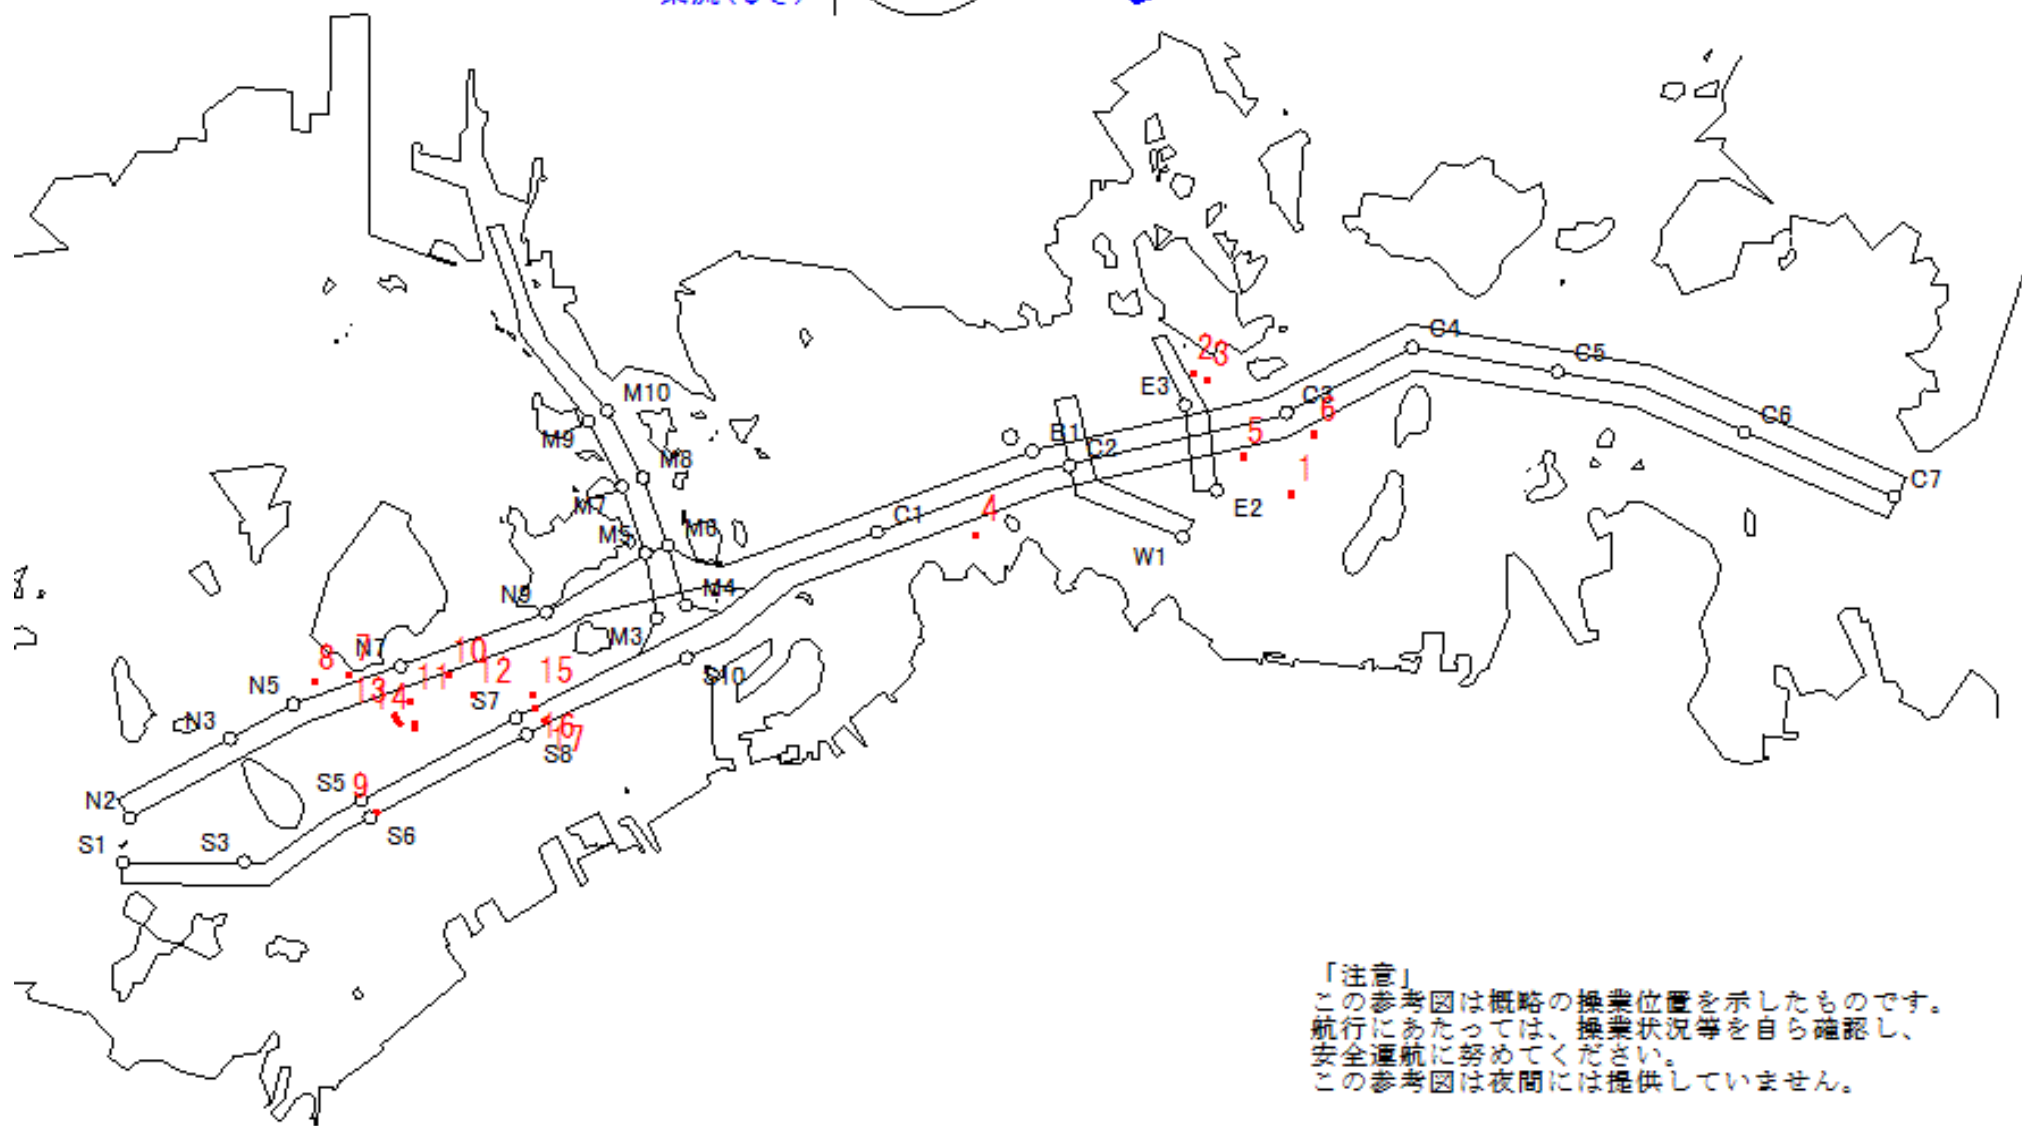 C4
C5
M10
E3
2
3
C3
6
C6
M9
B1
5
C2
M8
1
C7
M7
E2
4
C1
M5
M6
W1
N9
M4
M3
N7
7
10
8
11
12
15
S10
N5
13
14
S7
N3
16
17
S8
S5
9
N2
S6
S1
S3
「注意」
この参考図は概略の操業位置を示したものです。
航行にあたっては、操業状況等を自ら確認し、
安全運航に努めてください。
この参考図は夜間には提供していません。